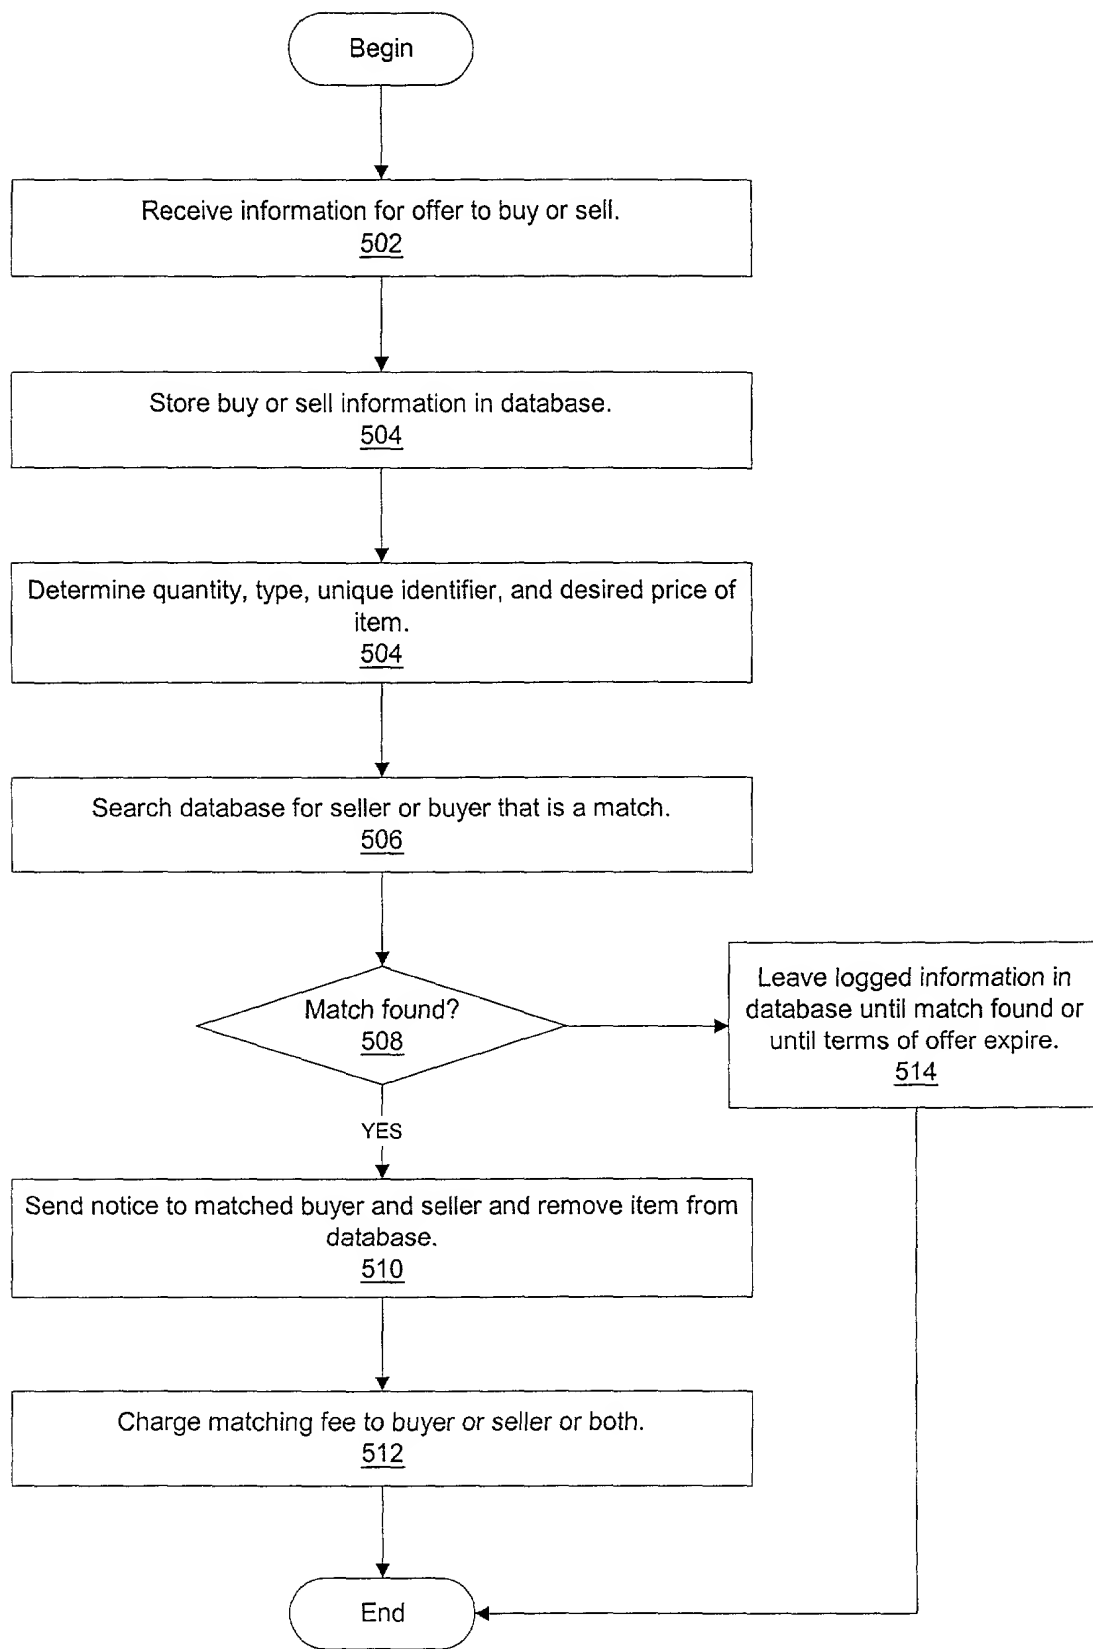 Begin
Receive information for offer to buy or sell.
502
Store buy or sell information in database.
504
Determine quantity, type, unique identifier, and desired price of
item.
504
Search database for seller or buyer that is a match.
506
Match found?
508
Leave logged information in
database until match found or
until terms of offer expire.
514
YES
Send notice to matched buyer and seller and remove item from
database.
510
Charge matching fee to buyer or seller or both.
512
End